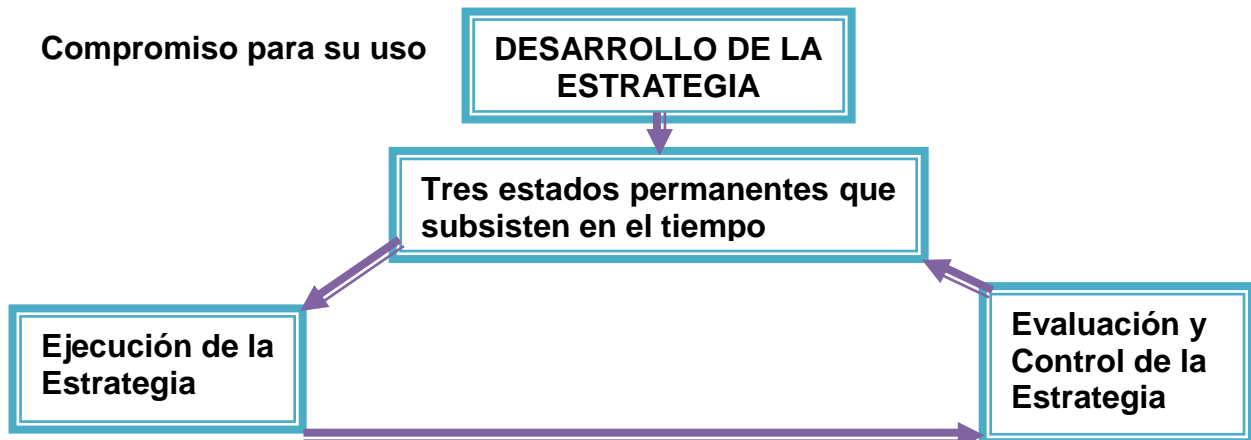 Compromiso para su uso
DESARROLLO DE LA
ESTRATEGIA
Tres estados permanentes que
subsisten en el tiempo
Ejecución de la
Estrategia
Evaluación y
Control de la
Estrategia